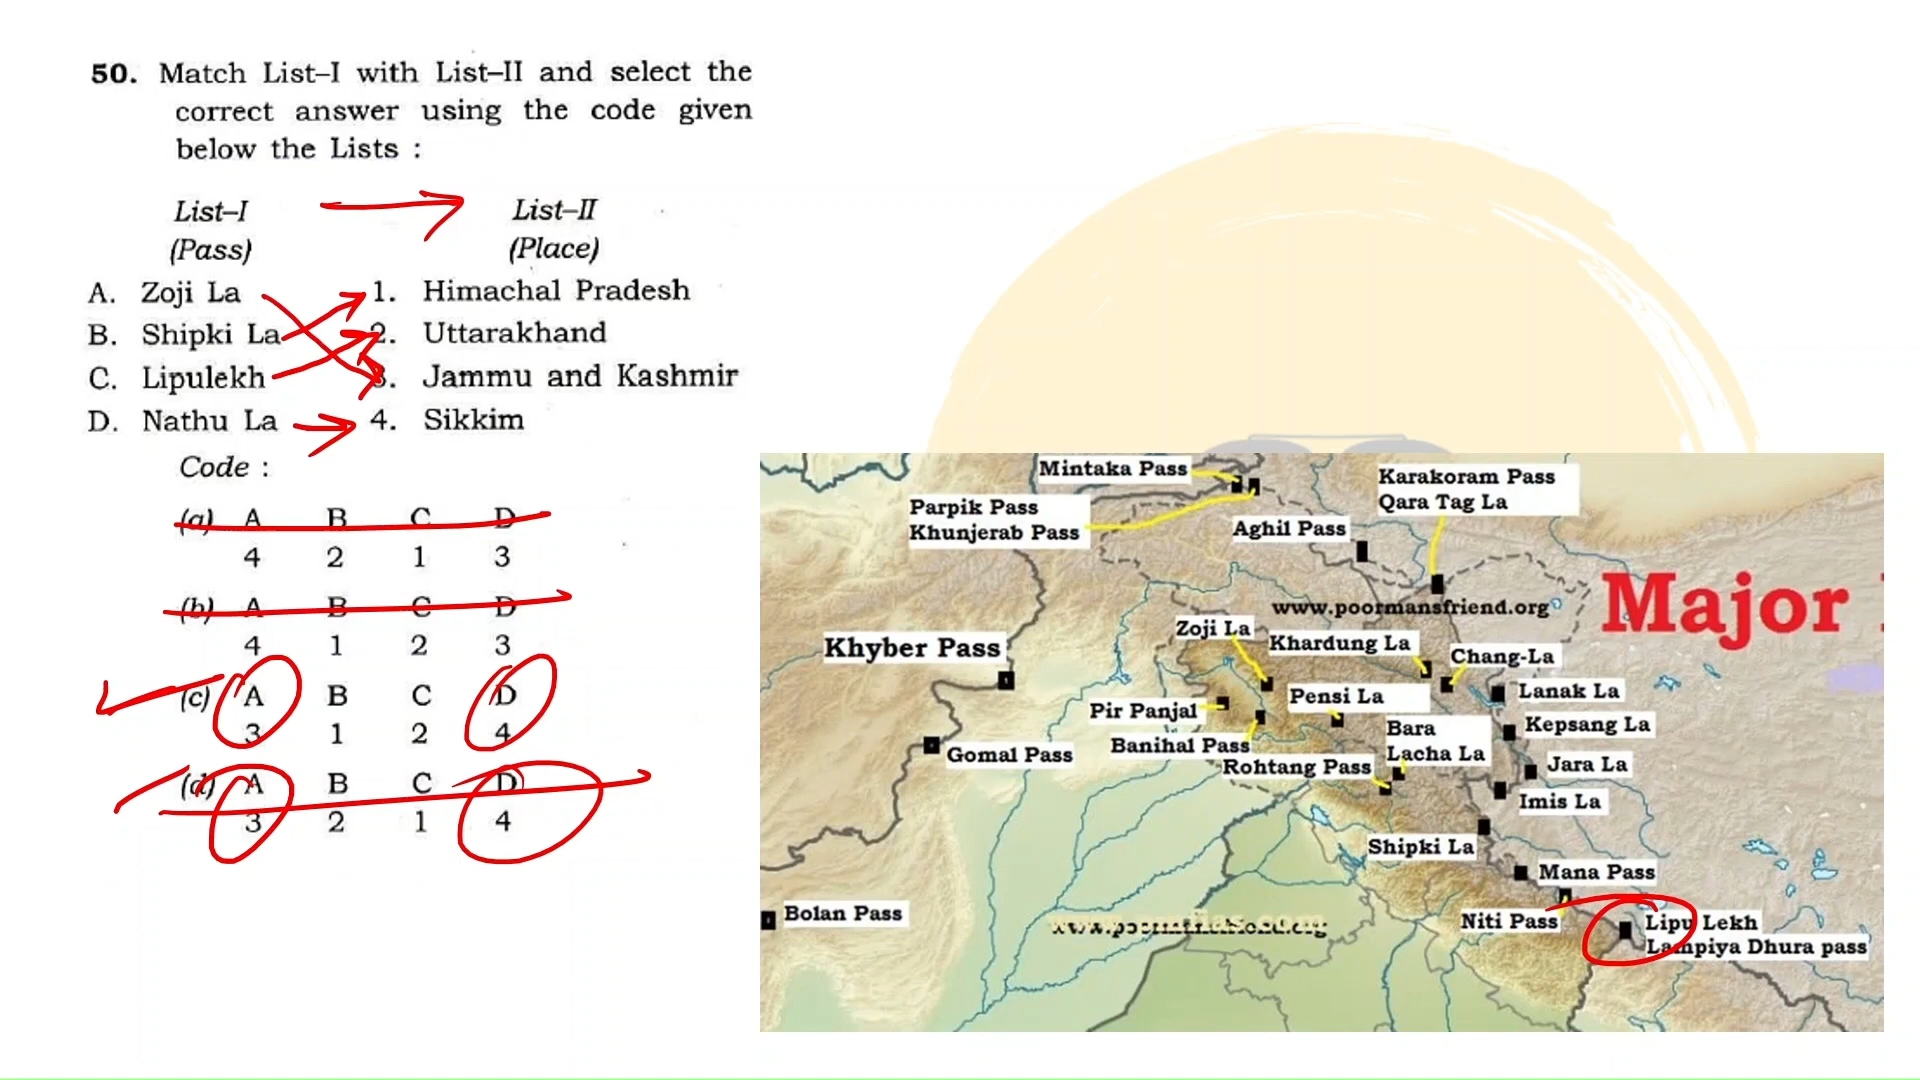 50. Match List–I with List–II and select the
correct answer using the code given
below the Lists :
List–I List–II
(Pass) (Place)
A. Zoji La 1. Himachal Pradesh
B. Shipki La 2. Uttarakhand
C. Lipulekh 3. Jammu and Kashmir
D. Nathu La 4. Sikkim
Code :
(a) A B C D
4 2 1 3
(b) A B C D
4 1 2 3
(c) A B C D
3 1 2 4
(d) A B C D
3 2 1 4
Mintaka Pass
Karakoram Pass
Qara Tag La
Parpik Pass
Khunjerab Pass
Aghil Pass
www.poormansfriend.org
Major
Zoji La
Khardung La
Khyber Pass
Chang-La
Lanak La
Pensi La
Pir Panjal
Kepsang La
Bara
Lacha La
Banihal Pass
Gomal Pass
Rohtang Pass
Jara La
Imis La
Shipki La
Mana Pass
Bolan Pass
Niti Pass
Lipu Lekh
Lampiya Dhura pass